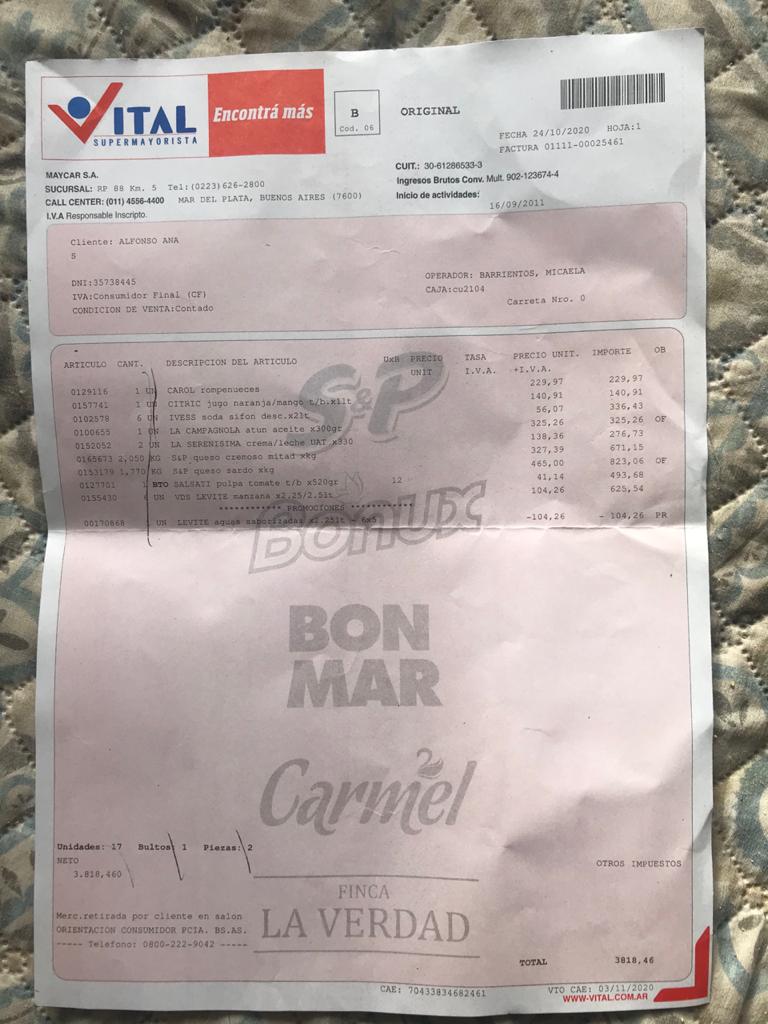 VITAL
SUPERMAYORISTA
Encontrá más
B
Cod. 06
ORIGINAL
FECHA 24/10/2020 HOJA:1
FACTURA 01111-00025461
MAYCAR S.A.
SUCURSAL: RP 88 Km. 5 Tel:(0223)626-2800
CALL CENTER: (011) 4556-4400 MAR DEL PLATA, BUENOS AIRES (7600)
I.V.A Responsable Inscripto.
CUIT.: 30-61286533-3
Ingresos Brutos Conv. Mult. 902-123674-4
Inicio de actividades: 16/09/2011
Cliente: ALFONSO ANA
S
DNI:35738445
IVA:Consumidor Final (CF)
CONDICION DE VENTA:Contado
OPERADOR: BARRIENTOS, MICAELA
CAJA:cu2104
Carreta Nro. 0
ARTICULO CANT. DESCRIPCION DEL ARTICULO UxB PRECIO UNIT TASA I.V.A. PRECIO UNIT. +I.V.A. IMPORTE OB
0129116 1 UN CAROL rompenueces 229,97 229,97
0157741 1 UN CITRIC jugo naranja/mango t/b.x1lt 140,91 140,91
0102578 6 UN IVESS soda sifon desc.x2lt 56,07 336,43
0100655 1 UN LA CAMPAGNOLA atun aceite x300gr 325,26 325,26 OF
0152052 2 UN LA SERENISIMA crema/leche UAT x330 138,36 276,73
0165673 2,050 KG S&P queso cremoso mitad xkg 327,39 671,15
0153179 1,770 KG S&P queso sardo xkg 465,00 823,06 OF
0127701 1 BTO SALSATI pulpa tomate t/b x520gr 12 41,14 493,68
0155430 6 UN VDS LEVITE manzana x2.25/2.5lt 104,26 625,54
************ PROMOCIONES ************
00170868 UN LEVITE aguas saborizadas x2.25lt - 6x5 -104,26 - 104,26 PR
S&P
Bonux
BON
MAR
Carmel
Unidades: 17 Bultos: 1 Piezas: 2
NETO
3.818,460
OTROS IMPUESTOS
FINCA
LA VERDAD
Merc.retirada por cliente en salon
ORIENTACION CONSUMIDOR PCIA. BS.AS.
----- Telefono: 0800-222-9042 -----
TOTAL 3818,46
CAE: 70433834682461
VTO CAE: 03/11/2020
WWW-VITAL.COM.AR